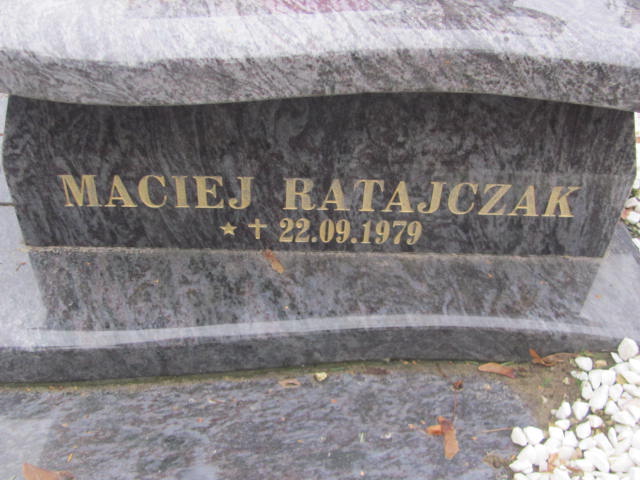 MACIEJ RATAJCZAK
★ ✝ 22.09.1979